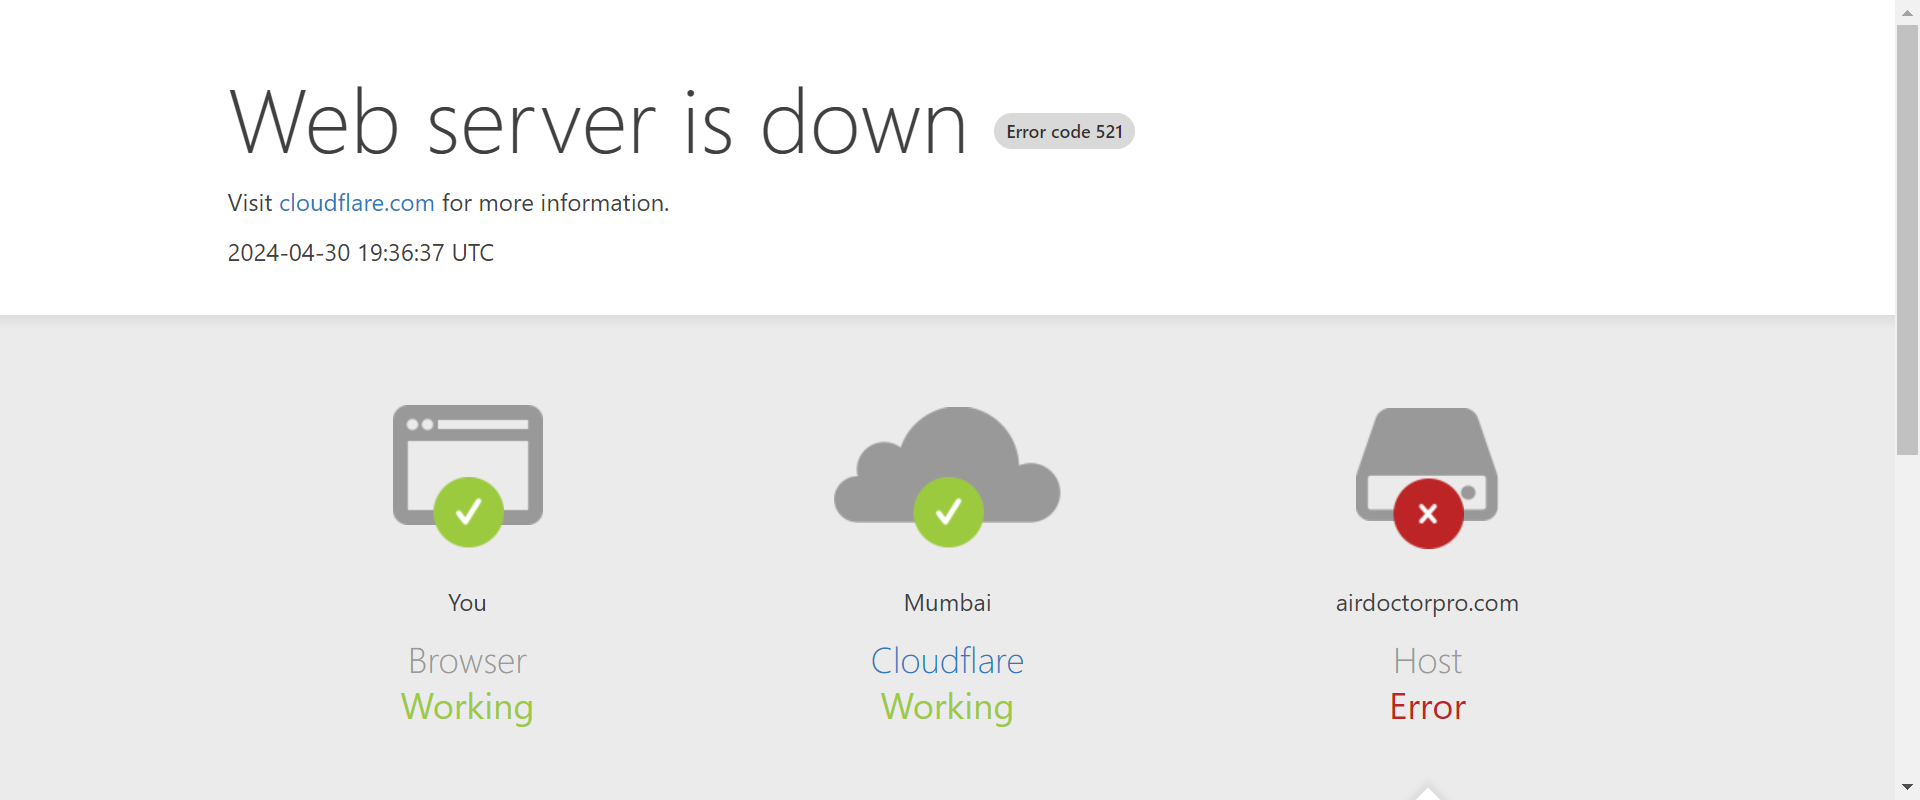 Web server is down Error code 521
Visit cloudflare.com for more information.
2024-04-30 19:36:37 UTC
You
Browser
Working
Mumbai
Cloudflare
Working
airdoctorpro.com
Host
Error